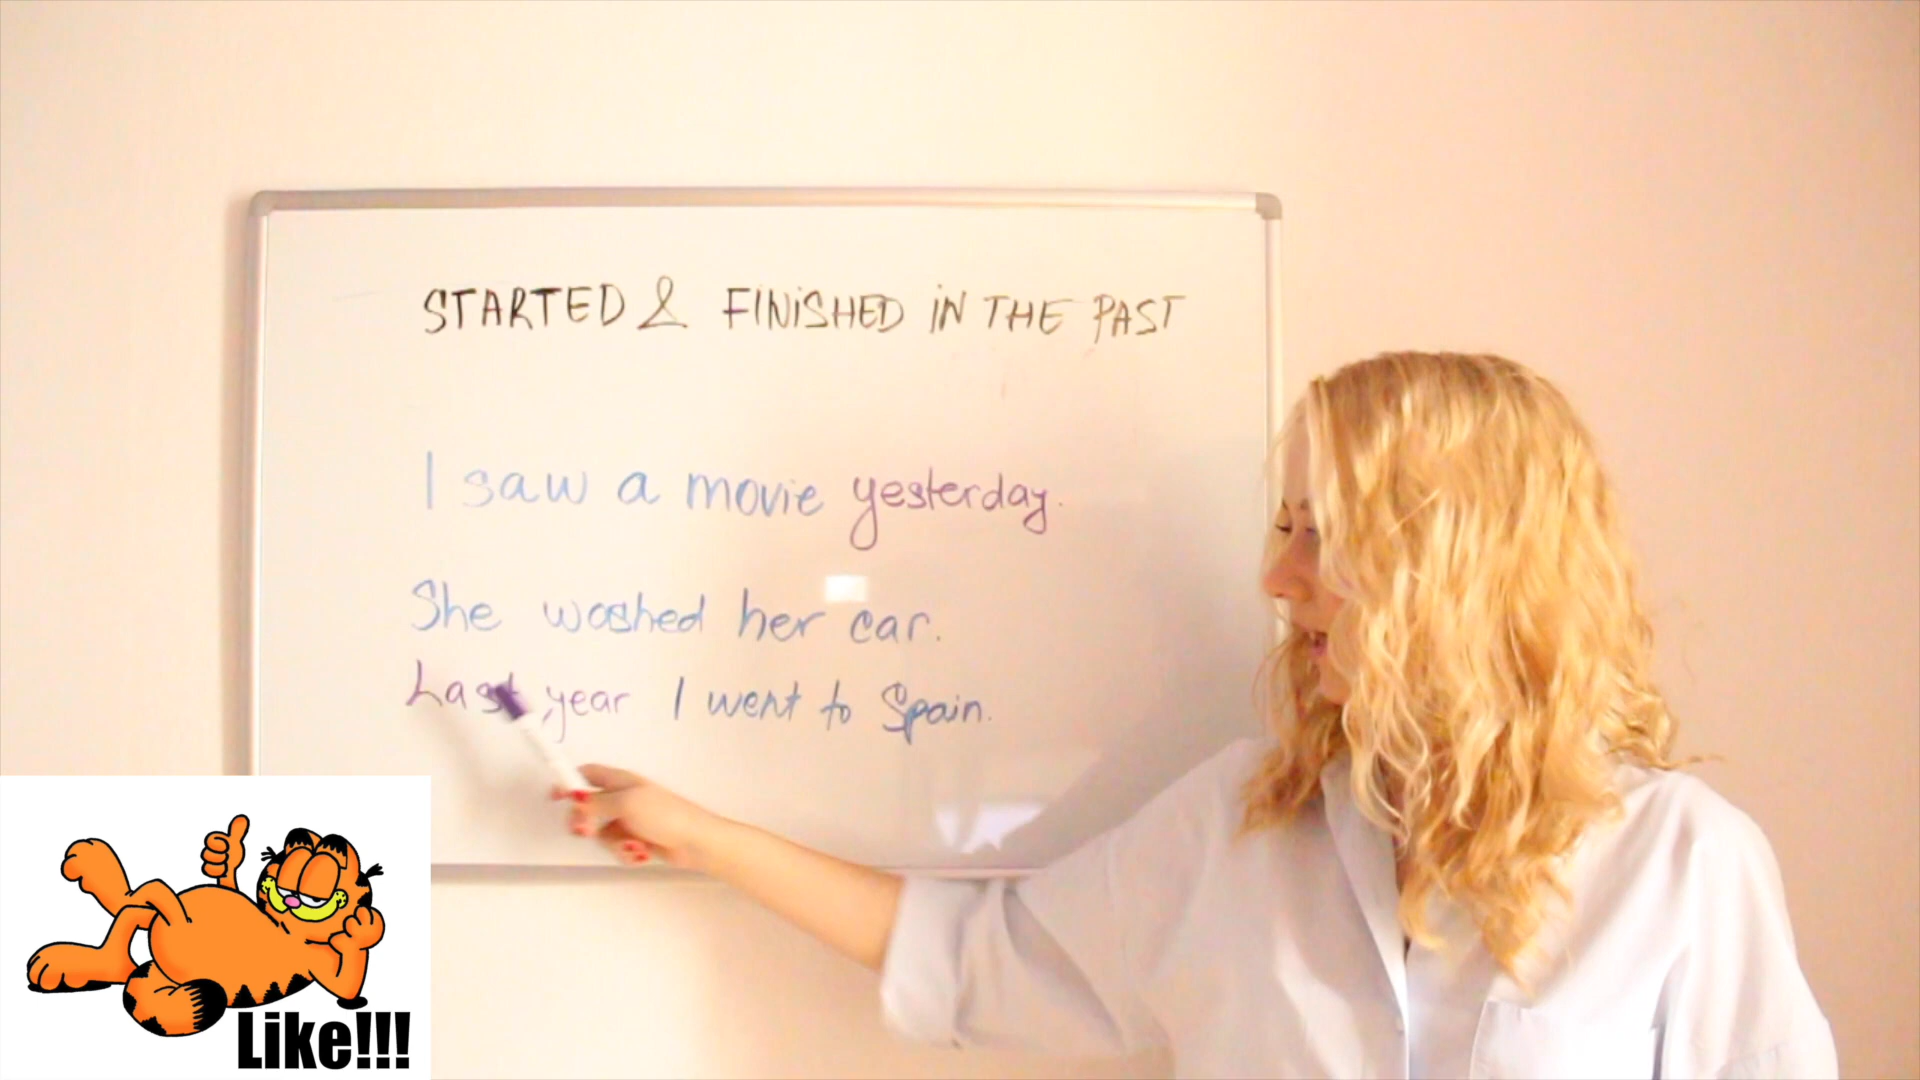 STARTED & FINISHED IN THE PAST
I saw a movie yesterday.
She washed her car.
Last year I went to Spain.
Like!!!